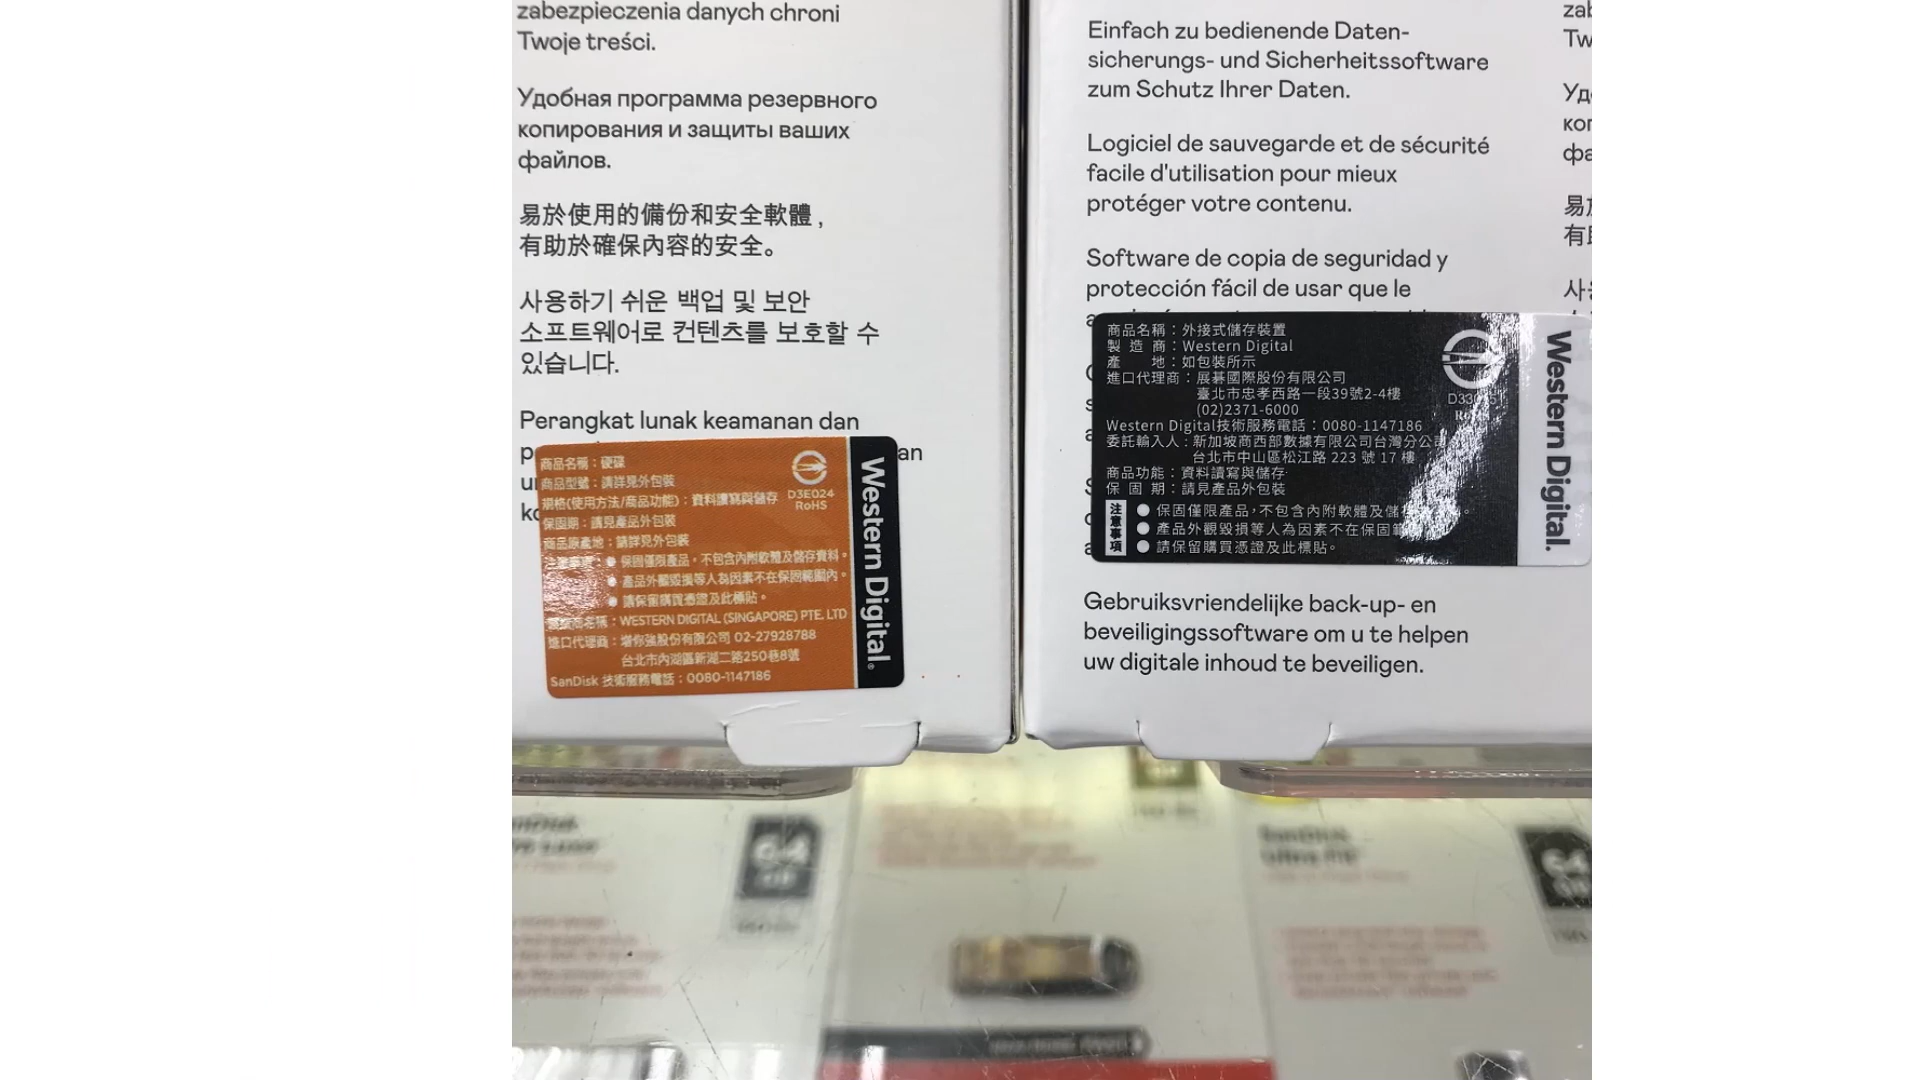 zabezpieczenia danych chroni
Twoje treści.
Удобная программа резервного
копирования и защиты ваших
файлов.
易於使用的備份和安全軟體，
有助於確保內容的安全。
사용하기 쉬운 백업 및 보안
소프트웨어로 컨텐츠를 보호할 수
있습니다.
Perangkat lunak keamanan dan
商品名稱：硬碟
商品型號：請詳見外包裝
規格(使用方法/商品功能)：資料讀寫與儲存
保固期：請見產品外包裝
商品原產地：請詳見外包裝
注意事項：● 保固僅限產品，不包含內附軟體及儲存資料。
● 產品外觀毀損等人為因素不在保固範圍內。
● 請保留購買憑證及此標貼。
WESTERN DIGITAL (SINGAPORE) PTE. LTD
進口代理商：增你強股份有限公司 02-27928788
台北市內湖區新湖二路250巷8號
SanDisk 技術服務電話：0080-1147186
D3E024
RoHS
Western Digital®
Einfach zu bedienende Daten-
sicherungs- und Sicherheitssoftware
zum Schutz Ihrer Daten.
Logiciel de sauvegarde et de sécurité
facile d'utilisation pour mieux
protéger votre contenu.
Software de copia de seguridad y
protección fácil de usar que le
商品名稱：外接式儲存裝置
製造商：Western Digital
產地：如包裝所示
進口代理商：展碁國際股份有限公司
臺北市忠孝西路一段39號2-4樓
(02)2371-6000
Western Digital技術服務電話：0080-1147186
委託輸入人：新加坡商西部數據有限公司台灣分公司
台北市中山區松江路 223 號 17 樓
商品功能：資料讀寫與儲存
保固期：請見產品外包裝
注意事項
● 保固僅限產品，不包含內附軟體及儲
● 產品外觀毀損等人為因素不在保固
● 請保留購買憑證及此標貼。
Western Digital.
Gebruiksvriendelijke back-up- en
beveiligingssoftware om u te helpen
uw digitale inhoud te beveiligen.
SanDisk
64